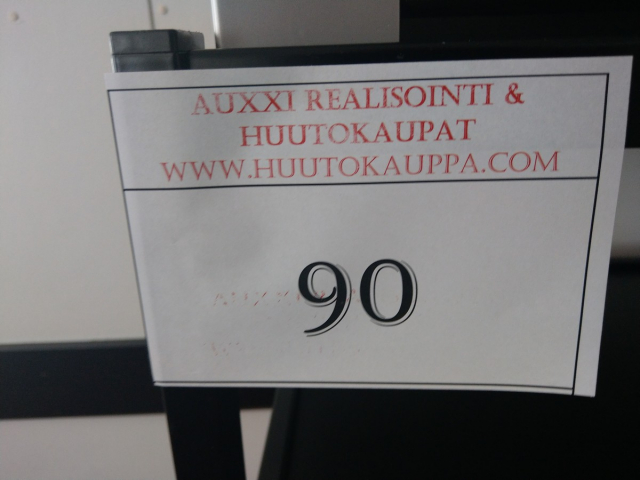 AUXXI REALISOINTI &
HUUTOKAUPAT
WWW.HUUTOKAUPPA.COM
90